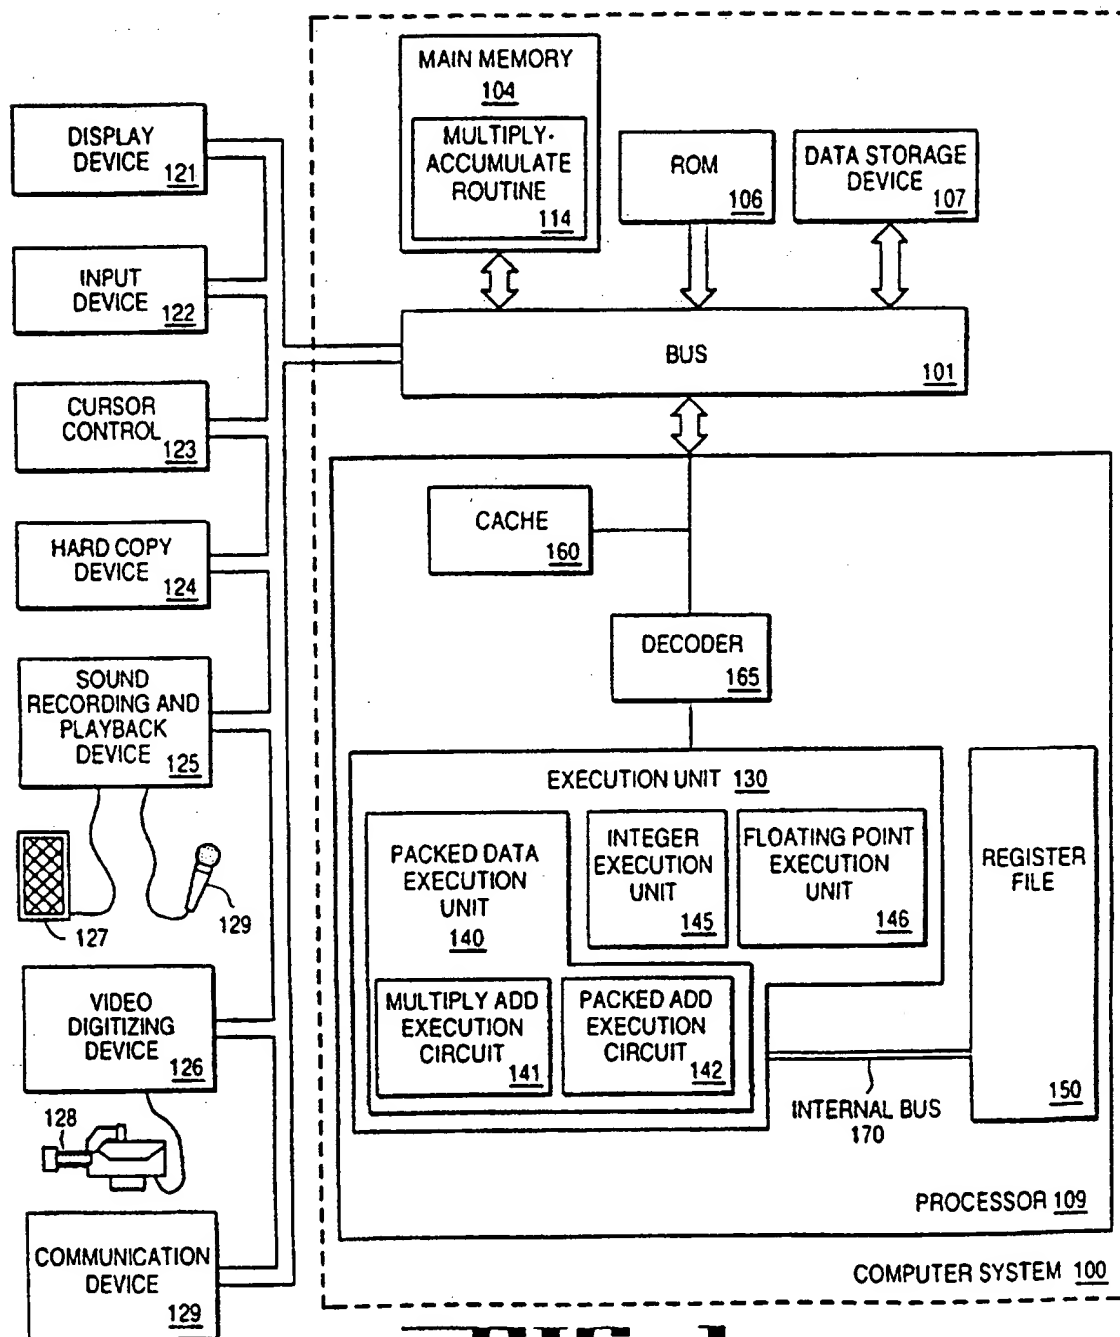 MAIN MEMORY
104
MULTIPLY-
ACCUMULATE
ROUTINE
114
ROM
106
DATA STORAGE
DEVICE
107
DISPLAY
DEVICE
121
INPUT
DEVICE
122
BUS
101
CURSOR
CONTROL
123
HARD COPY
DEVICE
124
CACHE
160
DECODER
165
SOUND
RECORDING AND
PLAYBACK
DEVICE
125
127
129
EXECUTION UNIT 130
PACKED DATA
EXECUTION
UNIT
140
INTEGER
EXECUTION
UNIT
145
FLOATING POINT
EXECUTION
UNIT
146
REGISTER
FILE
150
MULTIPLY ADD
EXECUTION
CIRCUIT
141
PACKED ADD
EXECUTION
CIRCUIT
142
INTERNAL BUS
170
VIDEO
DIGITIZING
DEVICE
126
128
COMMUNICATION
DEVICE
129
PROCESSOR 109
COMPUTER SYSTEM 100